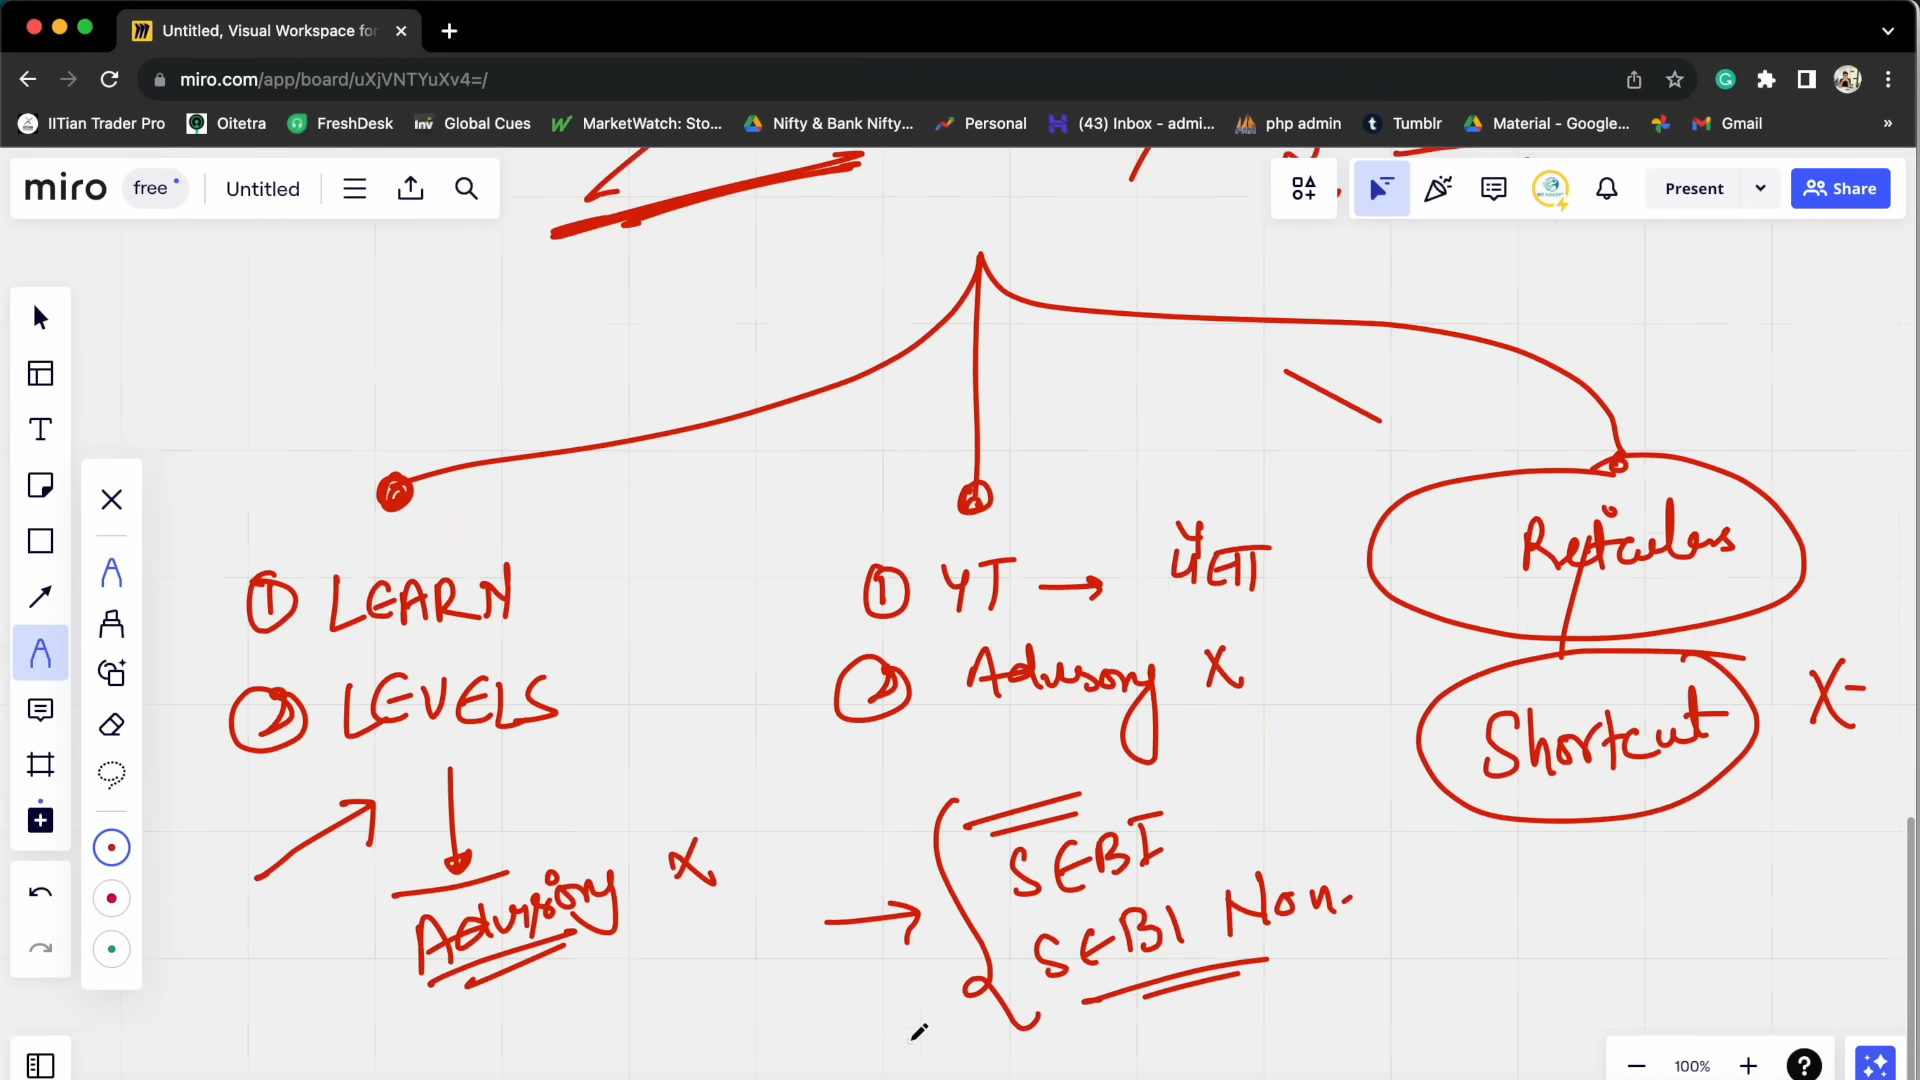 Untitled, Visual Workspace for
miro.com/app/board/uXjVNTYuXv4=/
IITian Trader Pro
Oitetra
FreshDesk
Inv Global Cues
MarketWatch: Sto...
Nifty & Bank Nifty...
Personal
(43) Inbox - admi...
php admin
Tumblr
Material - Google...
Gmail
»
miro
free
Untitled
Present
Share
① LEARN
② LEVELS
Advisory X
① YT →
② Advisory X
SEBI
SEBI Non.
Shortcut X
100%